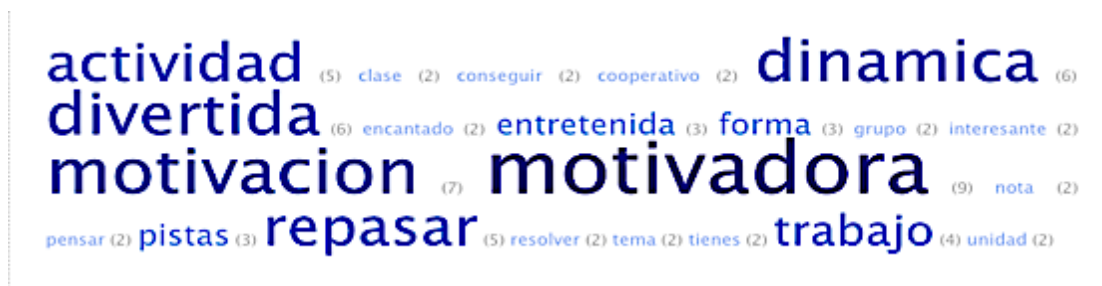 actividad (5) clase (2) conseguir (2) cooperativo (2) dinamica (6)
divertida (6) encantado (2) entretenida (3) forma (3) grupo (2) interesante (2)
motivacion (7) motivadora (9) nota (2)
pensar (2) pistas (3) repasar (5) resolver (2) tema (2) tienes (2) trabajo (4) unidad (2)